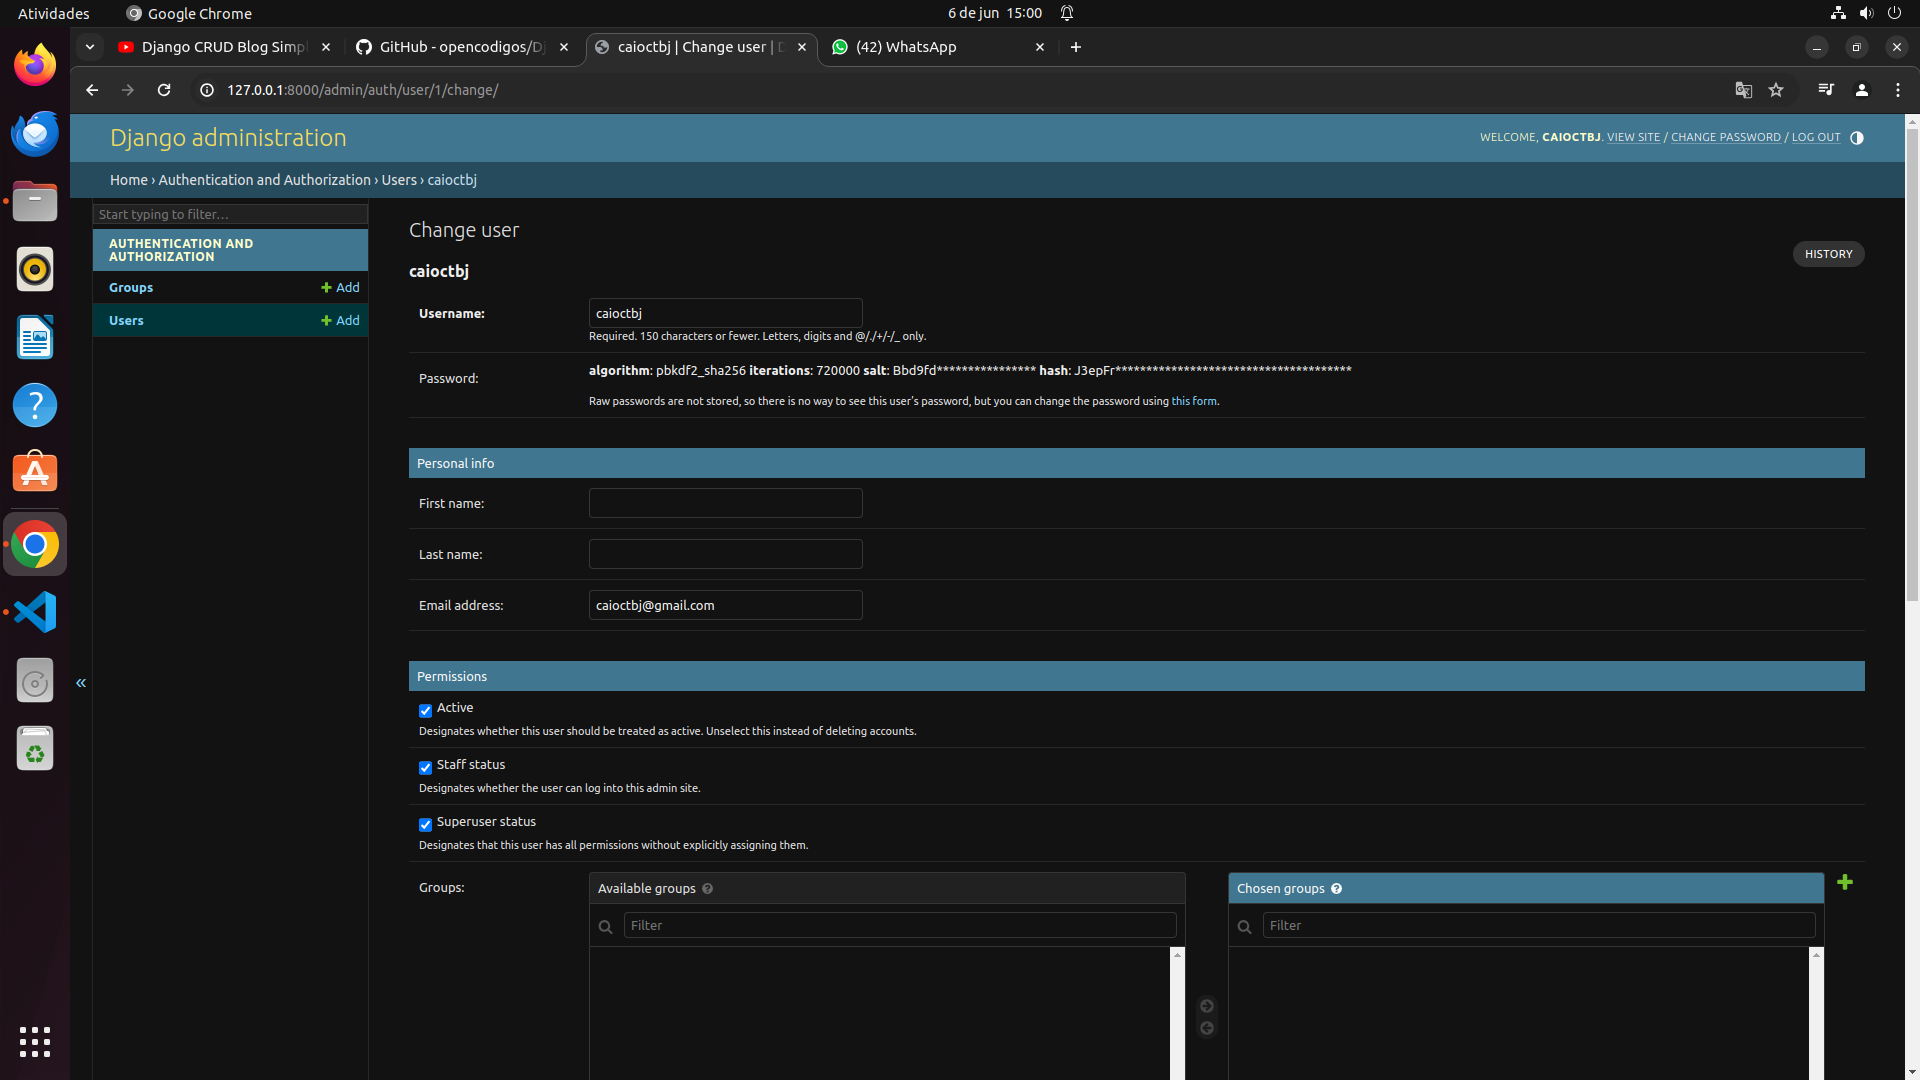 Atividades
Google Chrome
6 de jun 15:00
Django CRUD Blog Simpl
GitHub - opencodigos/Dj
caioctbj | Change user | D
(42) WhatsApp
127.0.0.1:8000/admin/auth/user/1/change/
Django administration
WELCOME, CAIOCTBJ. VIEW SITE / CHANGE PASSWORD / LOG OUT
Home › Authentication and Authorization › Users › caioctbj
Start typing to filter...
AUTHENTICATION AND
AUTHORIZATION
Groups
+ Add
Users
+ Add
«
Change user
HISTORY
caioctbj
Username:
caioctbj
Required. 150 characters or fewer. Letters, digits and @/./+/-/_ only.
Password:
algorithm: pbkdf2_sha256 iterations: 720000 salt: Bbd9fd**************** hash: J3epFr**************************************
Raw passwords are not stored, so there is no way to see this user's password, but you can change the password using this form.
Personal info
First name:
Last name:
Email address:
caioctbj@gmail.com
Permissions
Active
Designates whether this user should be treated as active. Unselect this instead of deleting accounts.
Staff status
Designates whether the user can log into this admin site.
Superuser status
Designates that this user has all permissions without explicitly assigning them.
Groups:
Available groups ?
Filter
Chosen groups ?
Filter